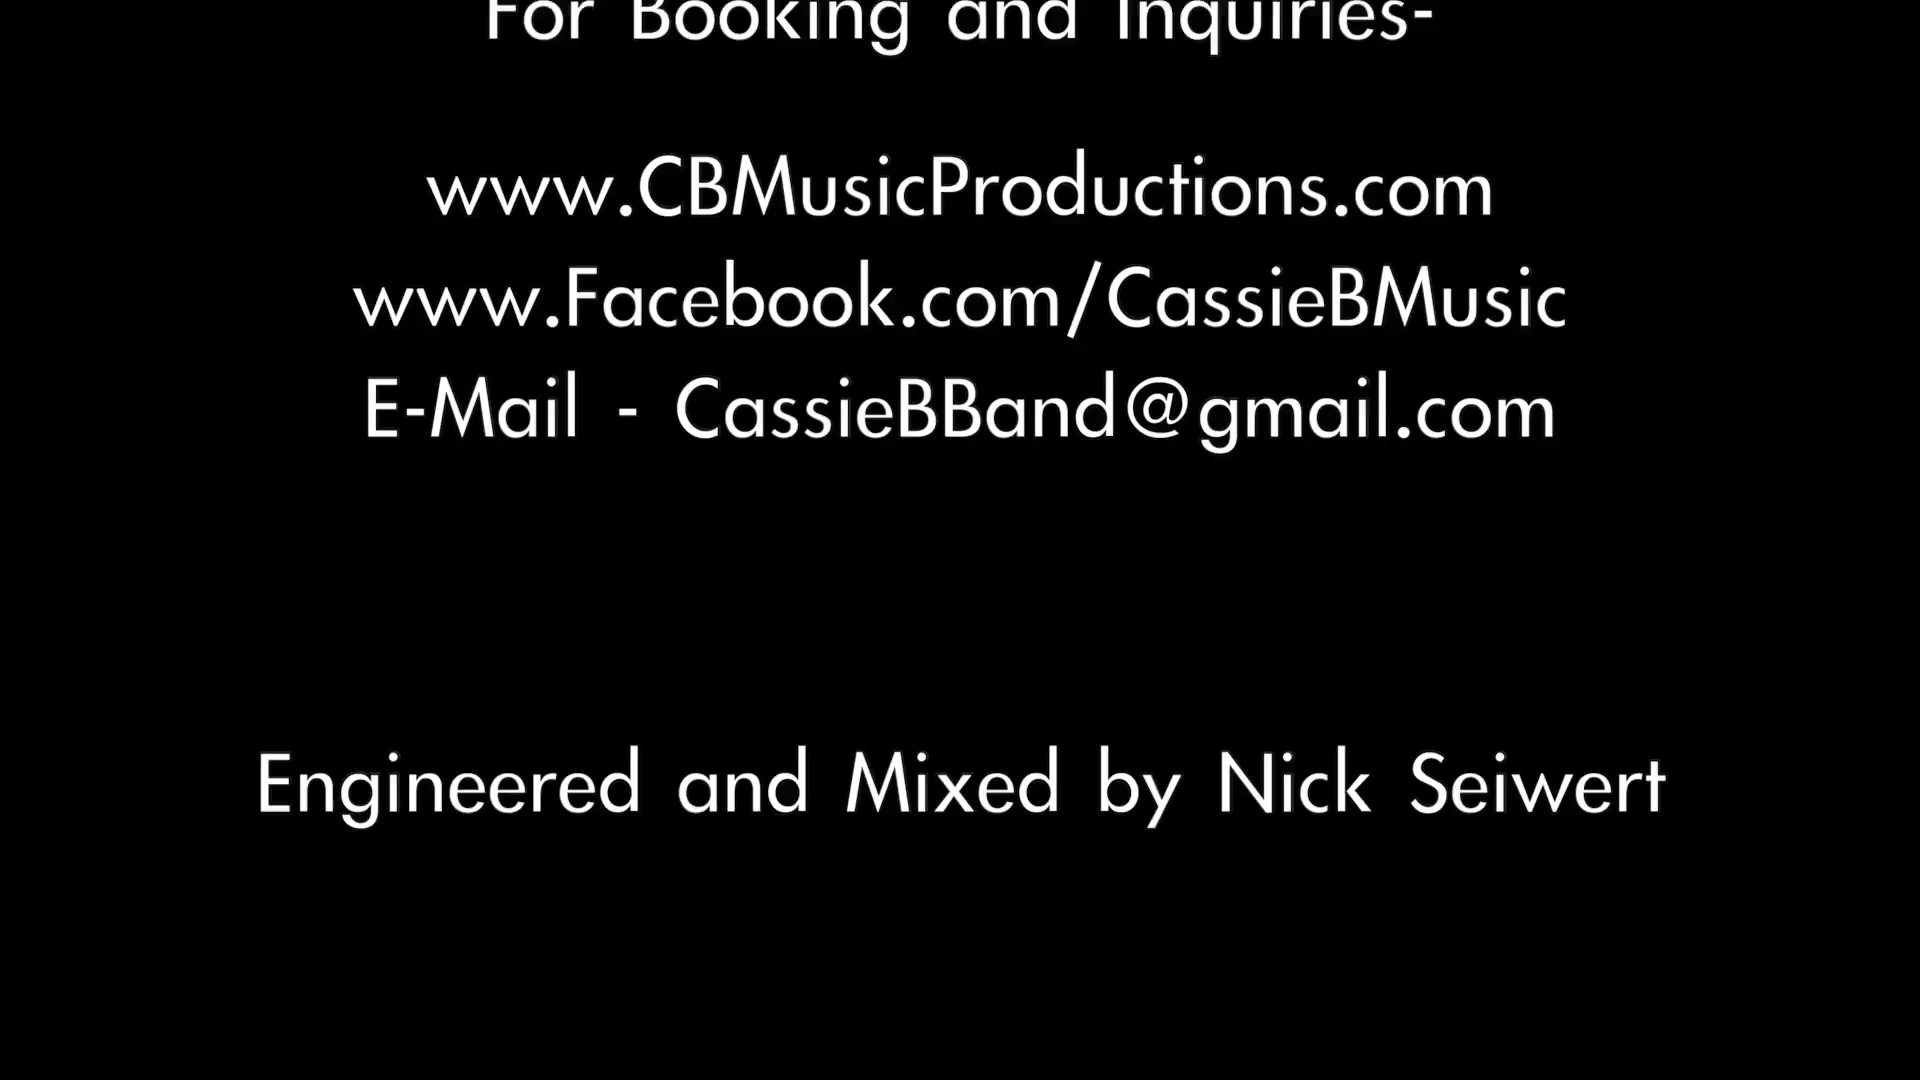 For Booking and Inquiries-
www.CBMusicProductions.com
www.Facebook.com/CassieBMusic
E-Mail - CassieBBand@gmail.com
Engineered and Mixed by Nick Seiwert